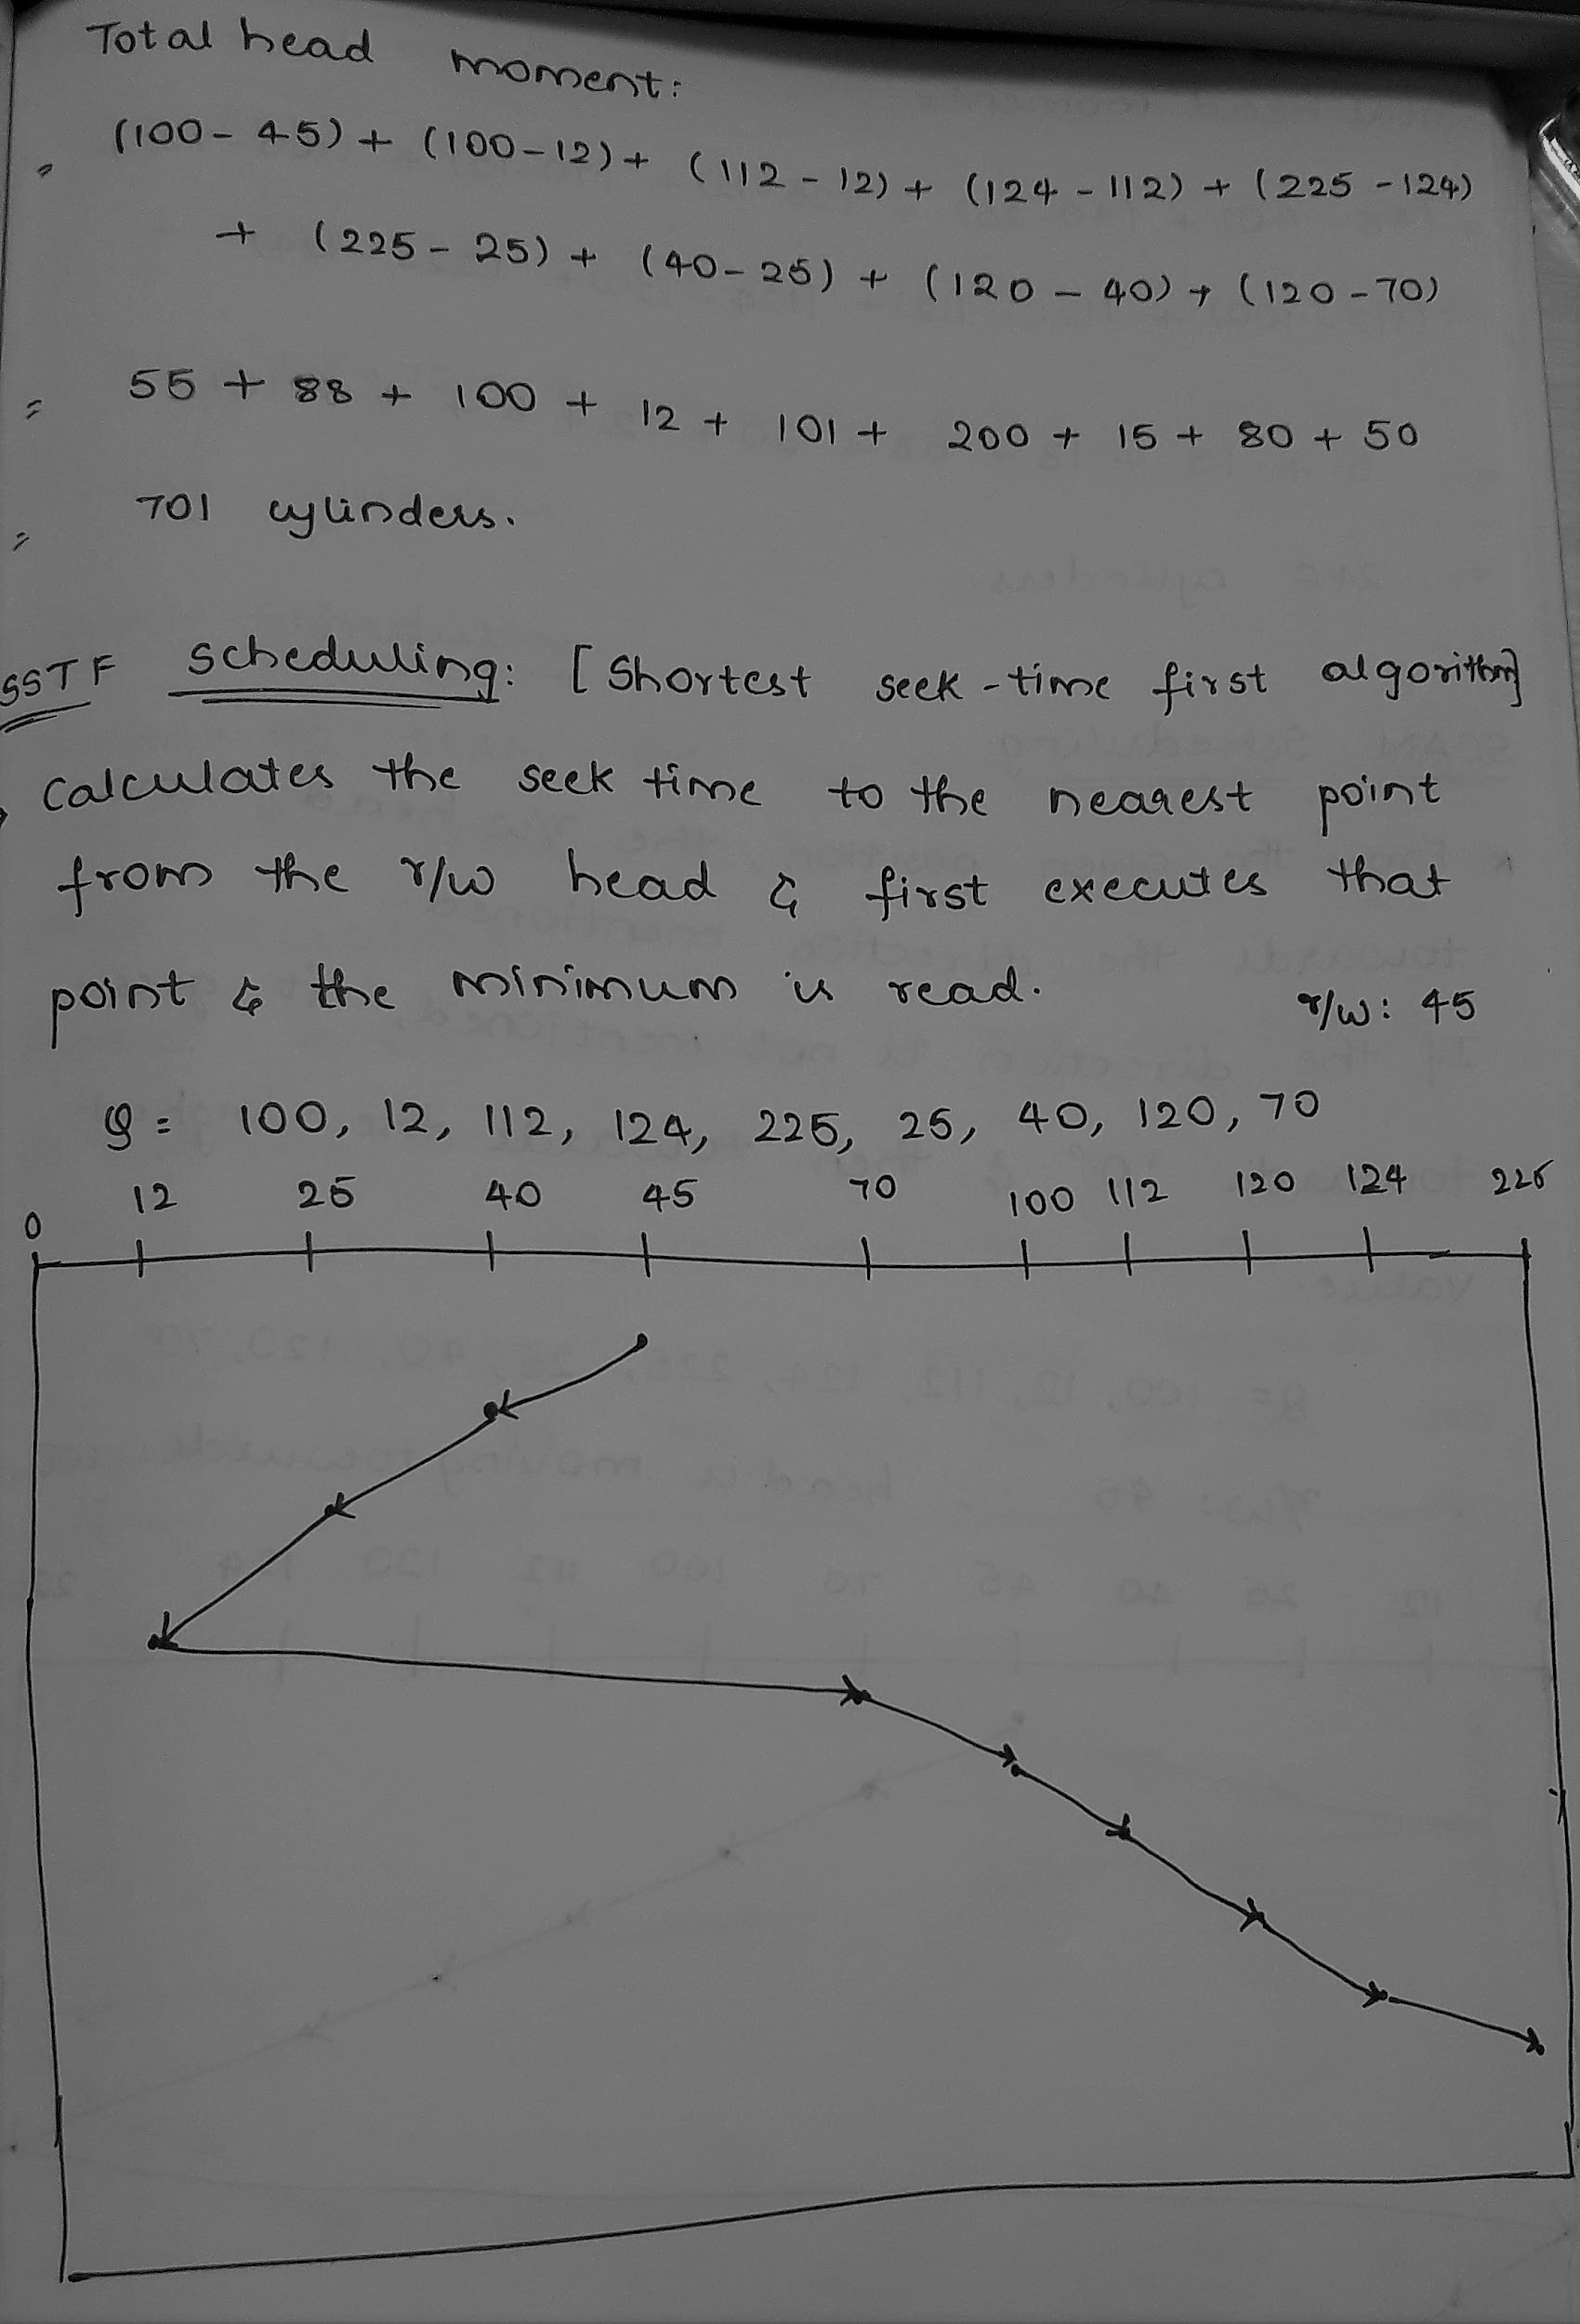 Total head moment:
= (100-45) + (100-12) + (112-12) + (124-112) + (225-124)
+ (225-25) + (40-25) + (120-40) + (120-70)
= 55 + 88 + 100 + 12 + 101 + 200 + 15 + 80 + 50
= 701 cylinders.
SSTF scheduling: [Shortest seek-time first algorithm]
calculates the seek time to the nearest point
from the r/w head & first executes that
point & the minimum is read. r/w: 45
Q = 100, 12, 112, 124, 225, 25, 40, 120, 70
0 12 25 40 45 70 100 112 120 124 225